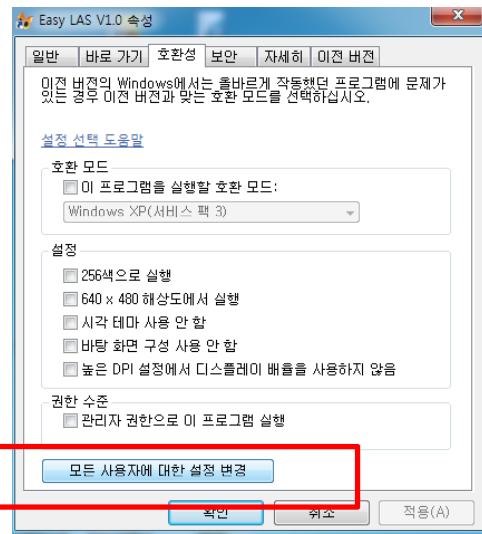 Easy LAS V1.0 속성
일반 바로 가기 호환성 보안 자세히 이전 버전
이전 버전의 Windows에서는 올바르게 작동했던 프로그램에 문제가
있는 경우 이전 버전과 맞는 호환 모드를 선택하십시오.
설정 선택 도움말
호환 모드
이 프로그램을 실행할 호환 모드:
Windows XP(서비스 팩 3)
설정
256색으로 실행
640 x 480 해상도에서 실행
시각 테마 사용 안 함
바탕 화면 구성 사용 안 함
높은 DPI 설정에서 디스플레이 배율을 사용하지 않음
권한 수준
관리자 권한으로 이 프로그램 실행
모든 사용자에 대한 설정 변경
확인 취소 적용(A)